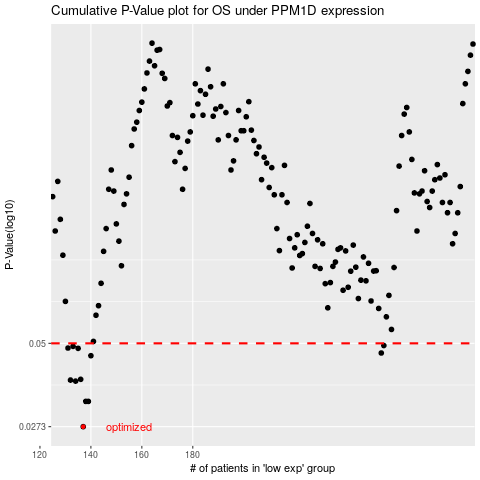 Cumulative P-Value plot for OS under PPM1D expression
P-Value(log10)
0.05
0.0273
optimized
120 140 160 180
# of patients in 'low exp' group